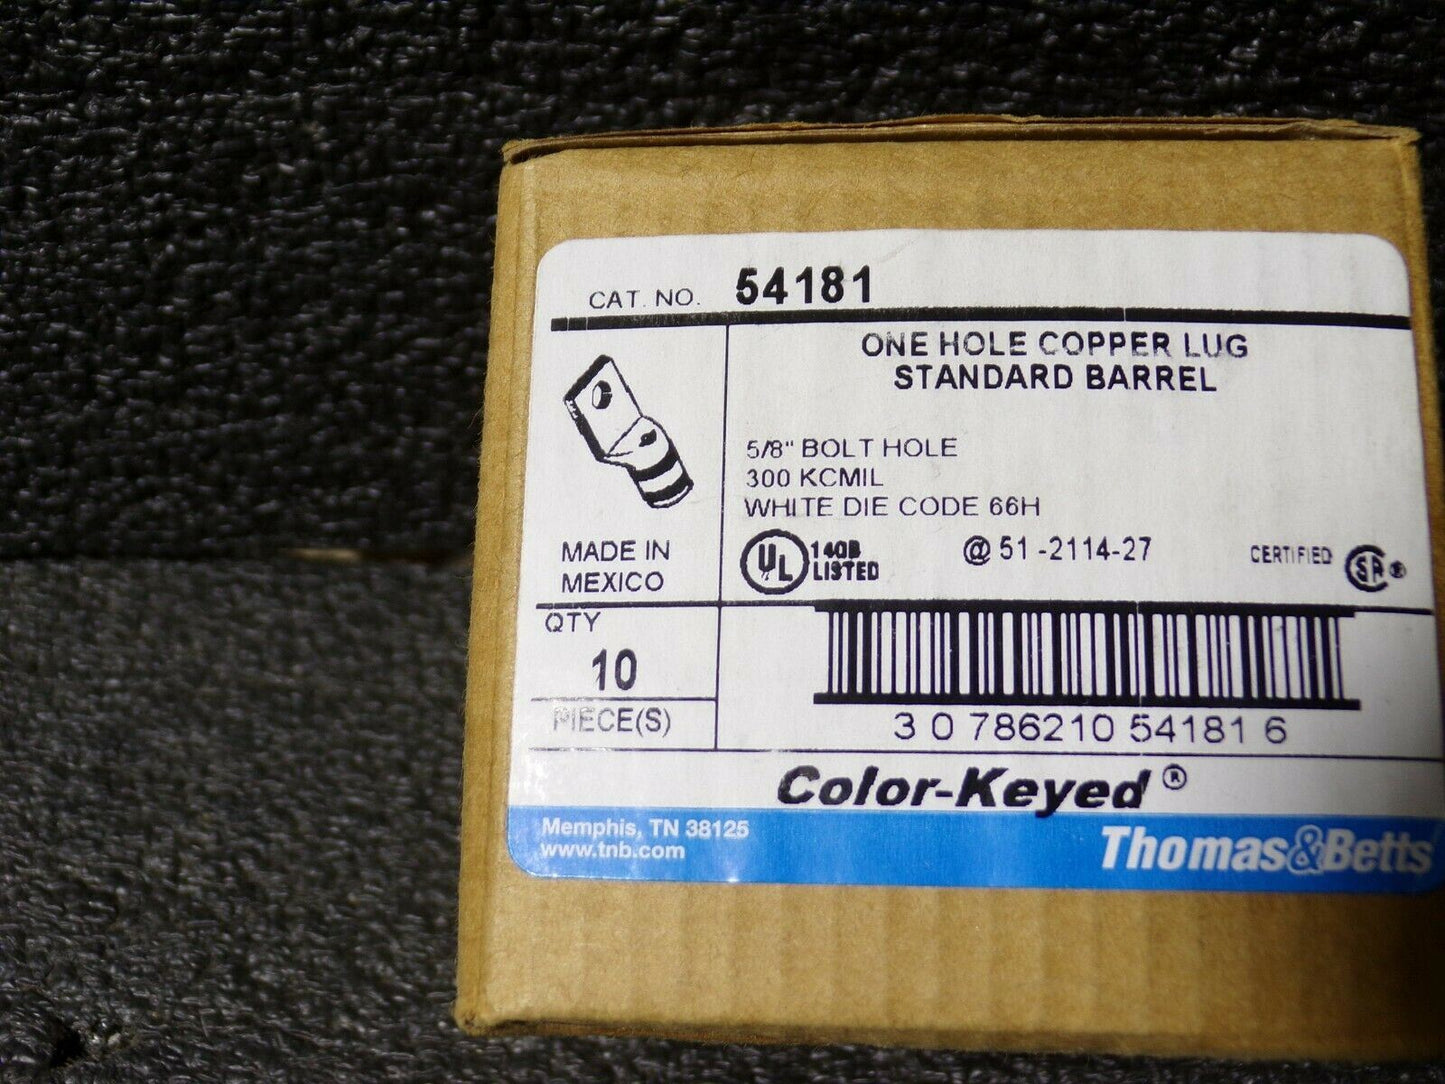 CAT. NO. 54181
ONE HOLE COPPER LUG
STANDARD BARREL
5/8" BOLT HOLE
300 KCMIL
WHITE DIE CODE 66H
MADE IN
MEXICO
UL 140B
LISTED
@ 51-2114-27
CERTIFIED SA ®
QTY
10
PIECE(S)
3 0 786210 54181 6
Color-Keyed ®
Memphis, TN 38125
www.tnb.com
Thomas&Betts